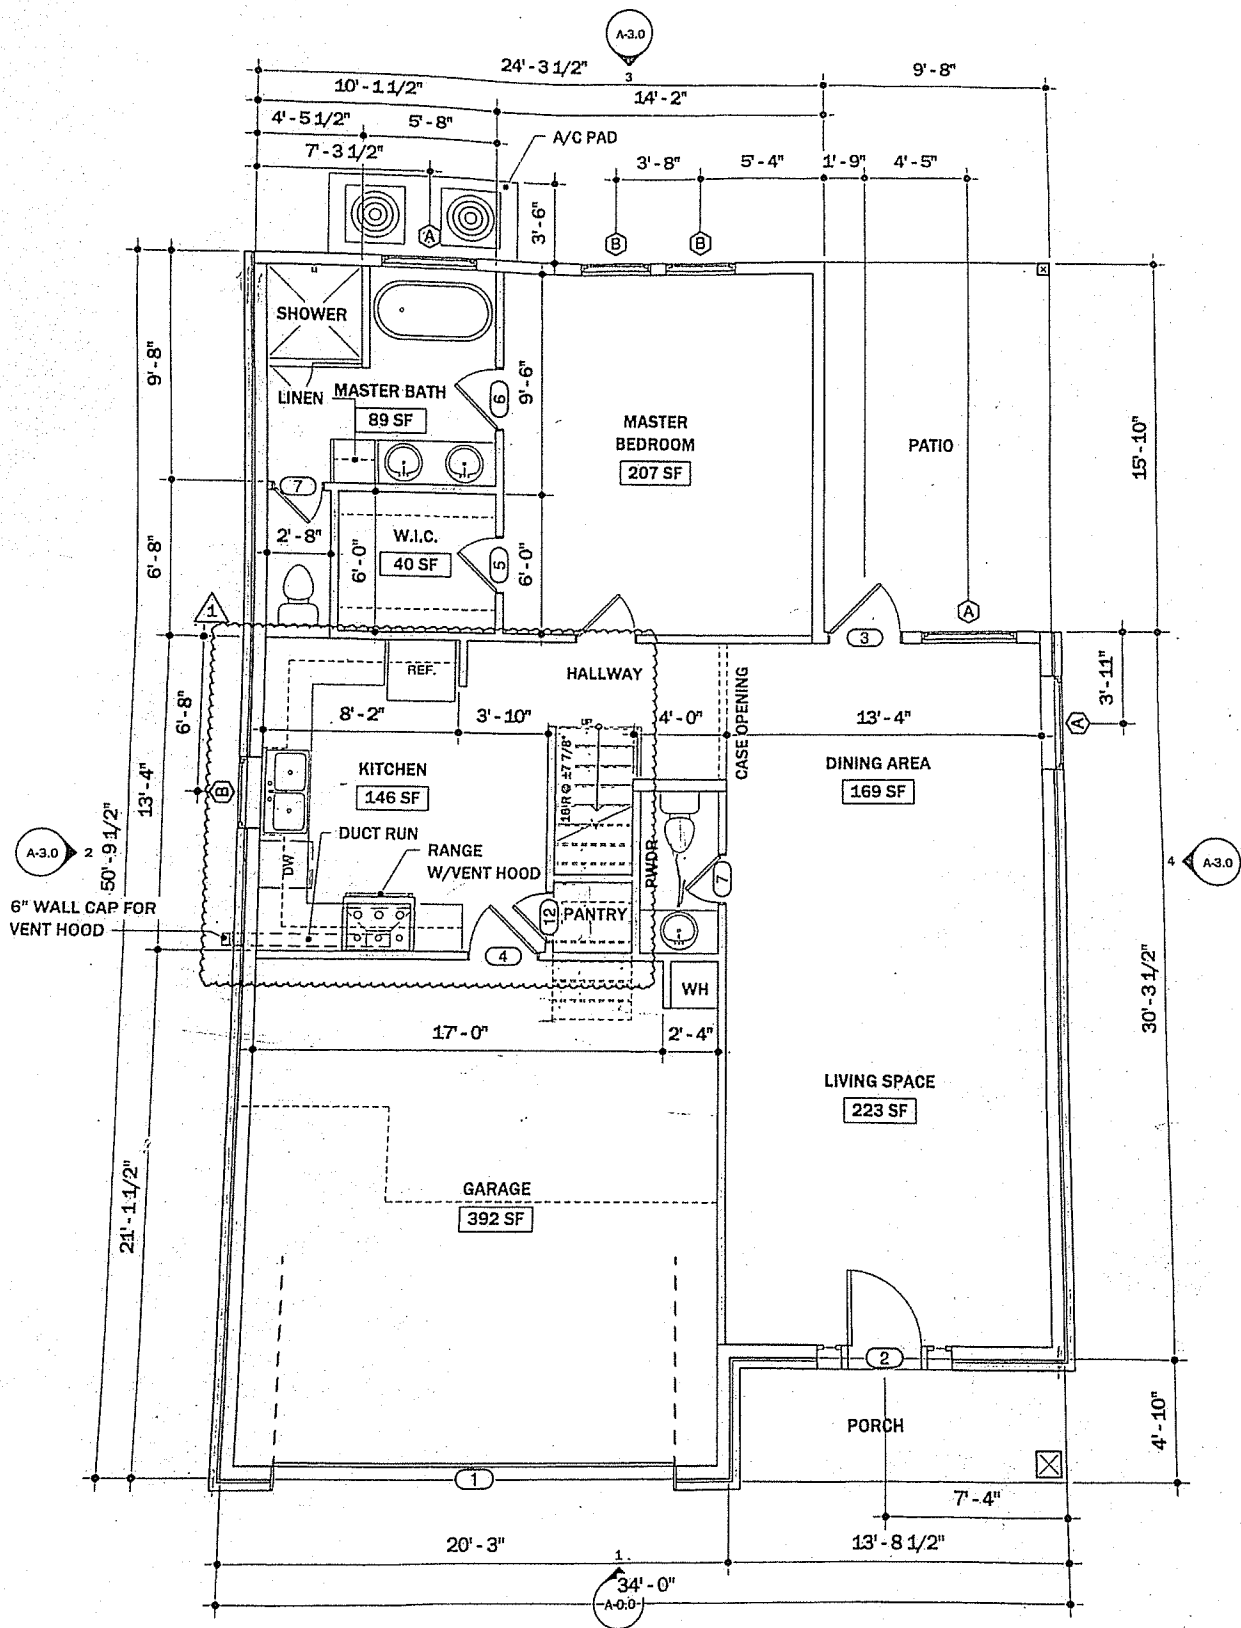 A-3.0
3
24'-3 1/2"
9'-8"
10'-1 1/2"
14'-2"
4'-5 1/2"
5'-8"
A/C PAD
7'-3 1/2"
3'-8"
5'-4"
1'-9"
4'-5"
3'-6"
A
B
B
SHOWER
9'-8"
LINEN
MASTER BATH
89 SF
6
9'-6"
MASTER
BEDROOM
207 SF
PATIO
15'-10"
7
2'-8"
W.I.C.
40 SF
6'-0"
5
6'-0"
6'-8"
1
A
3
REF.
HALLWAY
CASE OPENING
3'-11"
6'-8"
8'-2"
3'-10"
4'-0"
13'-4"
A
KITCHEN
146 SF
16 R @ ±7 7/8"
DINING AREA
169 SF
B
13'-4"
50'-9 1/2"
DUCT RUN
RANGE
W/VENT HOOD
DW
PWDR
7
A-3.0
2
4
A-3.0
6" WALL CAP FOR
VENT HOOD
12
PANTRY
4
WH
17'-0"
2'-4"
30'-3 1/2"
LIVING SPACE
223 SF
21'-1 1/2"
GARAGE
392 SF
2
PORCH
4'-10"
1
7'-4"
20'-3"
13'-8 1/2"
1
34'-0"
A-0.0